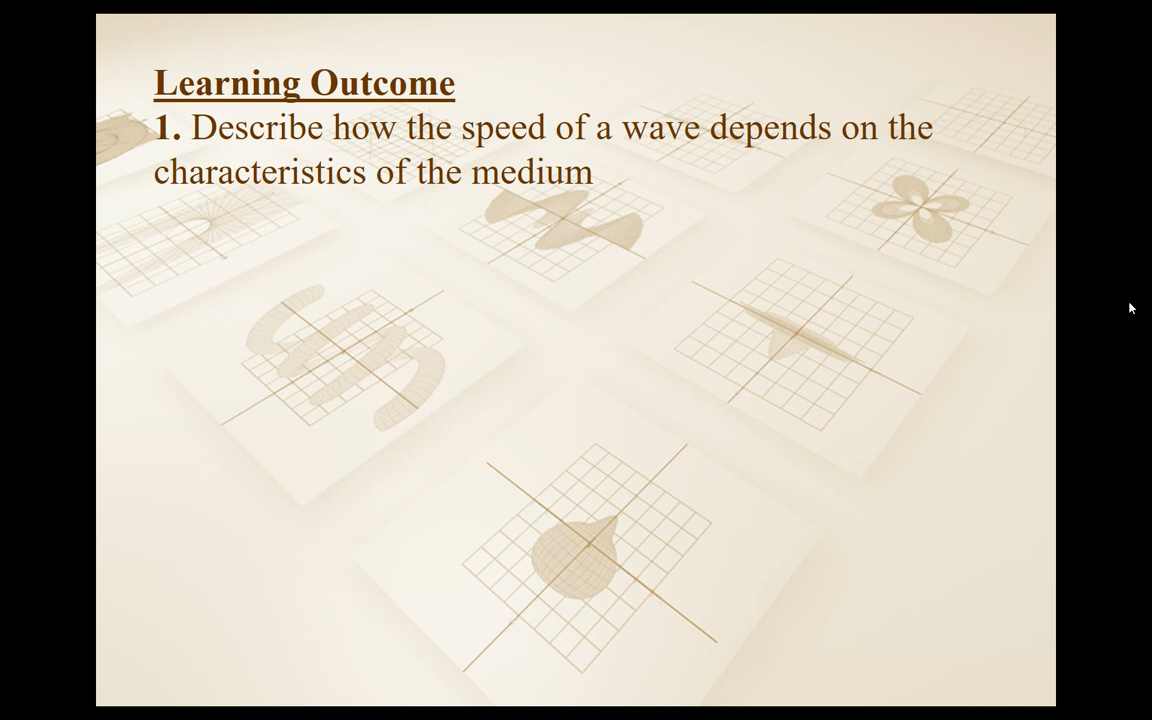 Learning Outcome
1. Describe how the speed of a wave depends on the
characteristics of the medium